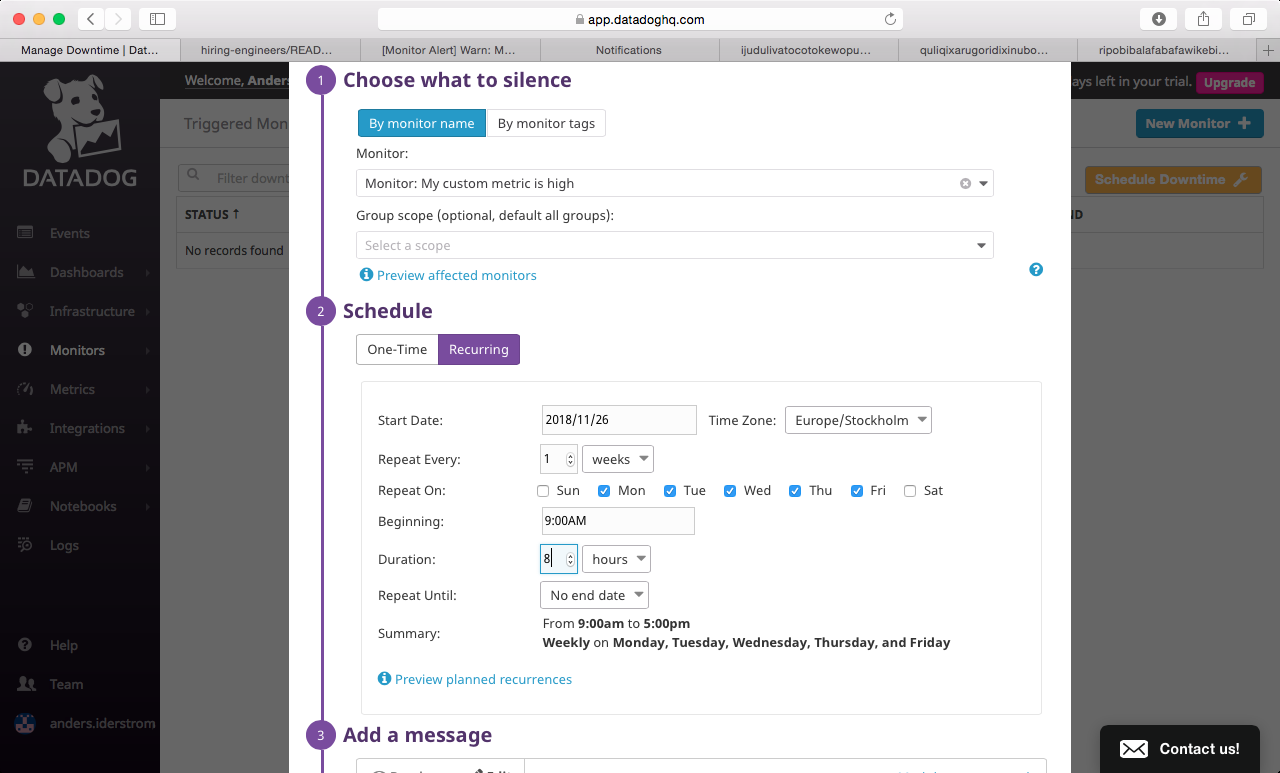 app.datadoghq.com
Manage Downtime | Dat...
hiring-engineers/READ...
[Monitor Alert] Warn: M...
Notifications
ijudulivatocotokewopu...
quliqixarugoridixinubo...
ripobibalafabafawikebi...
DATADOG
Events
Dashboards
Infrastructure
Monitors
Metrics
Integrations
APM
Notebooks
Logs
Help
Team
anders.iderstrom
Welcome, Anders
ays left in your trial.
Upgrade
Triggered Mon
New Monitor
Filter downt
Schedule Downtime
STATUS
ND
No records found
1 Choose what to silence
By monitor name By monitor tags
Monitor:
Monitor: My custom metric is high
Group scope (optional, default all groups):
Select a scope
Preview affected monitors
2 Schedule
One-Time Recurring
Start Date: 2018/11/26 Time Zone: Europe/Stockholm
Repeat Every: 1 weeks
Repeat On: Sun Mon Tue Wed Thu Fri Sat
Beginning: 9:00AM
Duration: 8 hours
Repeat Until: No end date
Summary: From 9:00am to 5:00pm
Weekly on Monday, Tuesday, Wednesday, Thursday, and Friday
Preview planned recurrences
3 Add a message
Contact us!